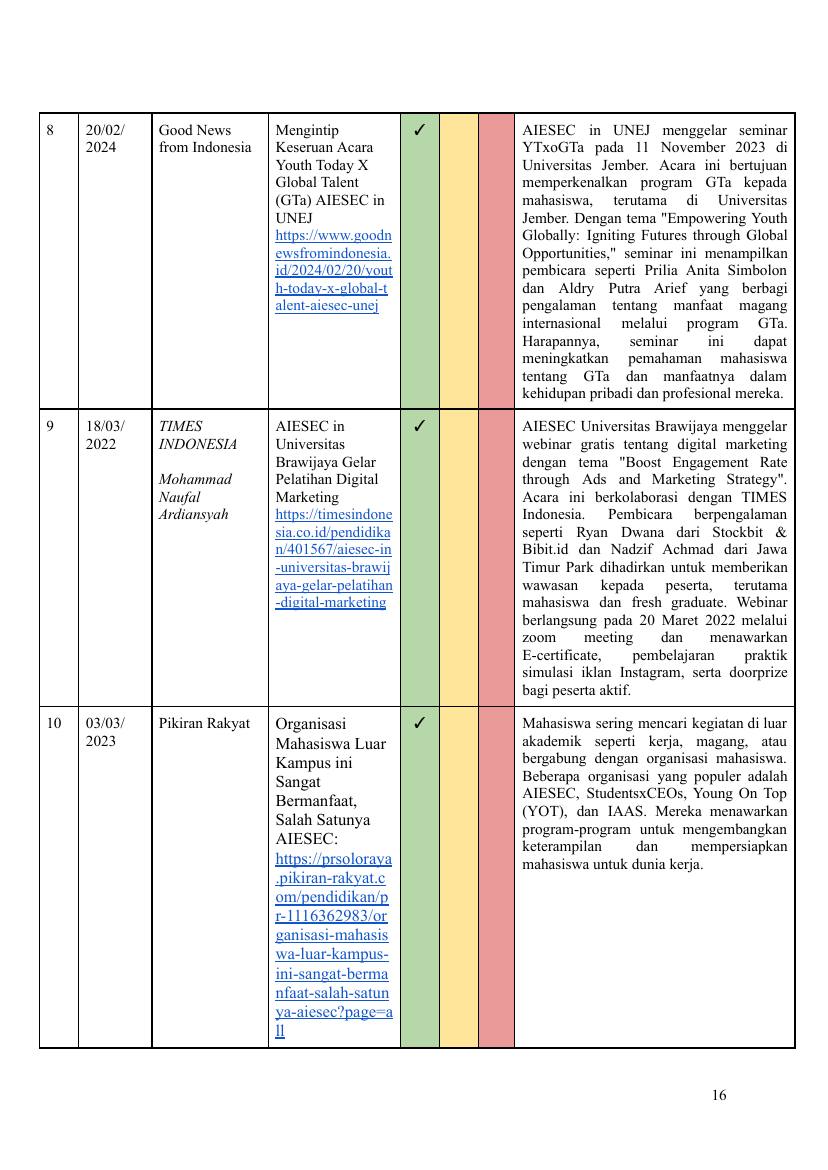 8
20/02/
2024
Good News
from Indonesia
Mengintip
Keseruan Acara
Youth Today X
Global Talent
(GTa) AIESEC in
UNEJ
https://www.goodn
ewsfromindonesia.
id/2024/02/20/yout
h-today-x-global-t
alent-aiesec-unej
✓
AIESEC in UNEJ menggelar seminar
YTxoGTa pada 11 November 2023 di
Universitas Jember. Acara ini bertujuan
memperkenalkan program GTa kepada
mahasiswa, terutama di Universitas
Jember. Dengan tema "Empowering Youth
Globally: Igniting Futures through Global
Opportunities," seminar ini menampilkan
pembicara seperti Prilia Anita Simbolon
dan Aldry Putra Arief yang berbagi
pengalaman tentang manfaat magang
internasional melalui program GTa.
Harapannya, seminar ini dapat
meningkatkan pemahaman mahasiswa
tentang GTa dan manfaatnya dalam
kehidupan pribadi dan profesional mereka.
9
18/03/
2022
TIMES
INDONESIA
Mohammad
Naufal
Ardiansyah
AIESEC in
Universitas
Brawijaya Gelar
Pelatihan Digital
Marketing
https://timesindone
sia.co.id/pendidika
n/401567/aiesec-in
-universitas-brawij
aya-gelar-pelatihan
-digital-marketing
✓
AIESEC Universitas Brawijaya menggelar
webinar gratis tentang digital marketing
dengan tema "Boost Engagement Rate
through Ads and Marketing Strategy".
Acara ini berkolaborasi dengan TIMES
Indonesia. Pembicara berpengalaman
seperti Ryan Dwana dari Stockbit &
Bibit.id dan Nadzif Achmad dari Jawa
Timur Park dihadirkan untuk memberikan
wawasan kepada peserta, terutama
mahasiswa dan fresh graduate. Webinar
berlangsung pada 20 Maret 2022 melalui
zoom meeting dan menawarkan
E-certificate, pembelajaran praktik
simulasi iklan Instagram, serta doorprize
bagi peserta aktif.
10
03/03/
2023
Pikiran Rakyat
Organisasi
Mahasiswa Luar
Kampus ini
Sangat
Bermanfaat,
Salah Satunya
AIESEC:
https://prsoloraya
.pikiran-rakyat.c
om/pendidikan/p
r-1116362983/or
ganisasi-mahasis
wa-luar-kampus-
ini-sangat-berma
nfaat-salah-satun
ya-aiesec?page=a
ll
✓
Mahasiswa sering mencari kegiatan di luar
akademik seperti kerja, magang, atau
bergabung dengan organisasi mahasiswa.
Beberapa organisasi yang populer adalah
AIESEC, StudentsxCEOs, Young On Top
(YOT), dan IAAS. Mereka menawarkan
program-program untuk mengembangkan
keterampilan dan mempersiapkan
mahasiswa untuk dunia kerja.
16